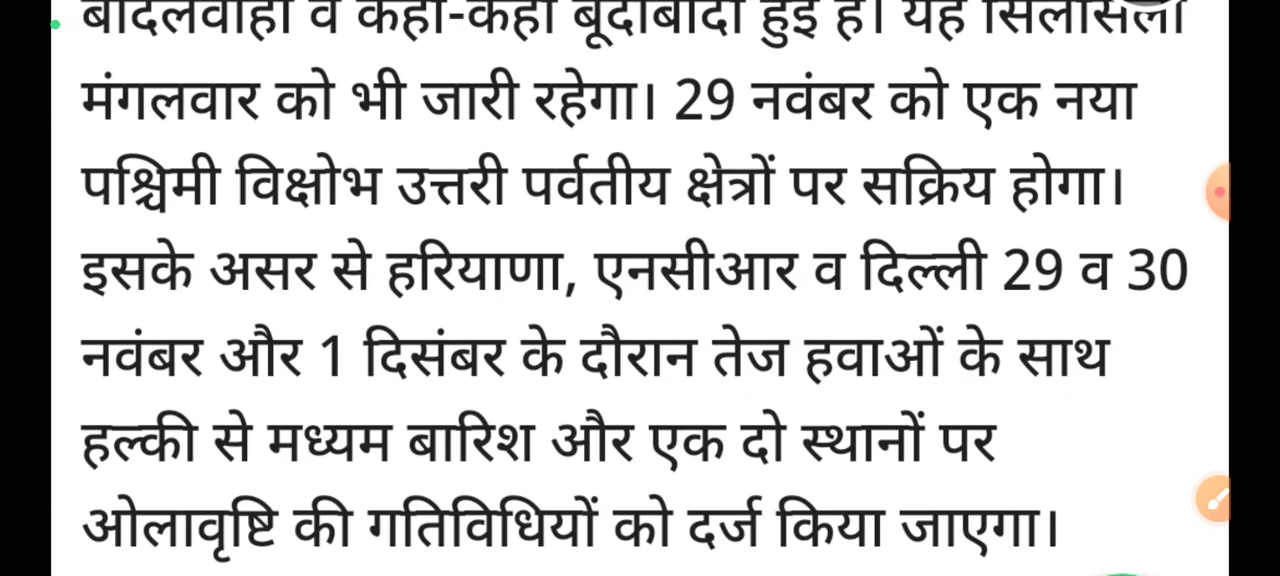 बादलवाही व कहीं-कहीं बूंदाबांदी हुई है। यह सिलसिला
मंगलवार को भी जारी रहेगा। 29 नवंबर को एक नया
पश्चिमी विक्षोभ उत्तरी पर्वतीय क्षेत्रों पर सक्रिय होगा।
इसके असर से हरियाणा, एनसीआर व दिल्ली 29 व 30
नवंबर और 1 दिसंबर के दौरान तेज हवाओं के साथ
हल्की से मध्यम बारिश और एक दो स्थानों पर
ओलावृष्टि की गतिविधियों को दर्ज किया जाएगा।